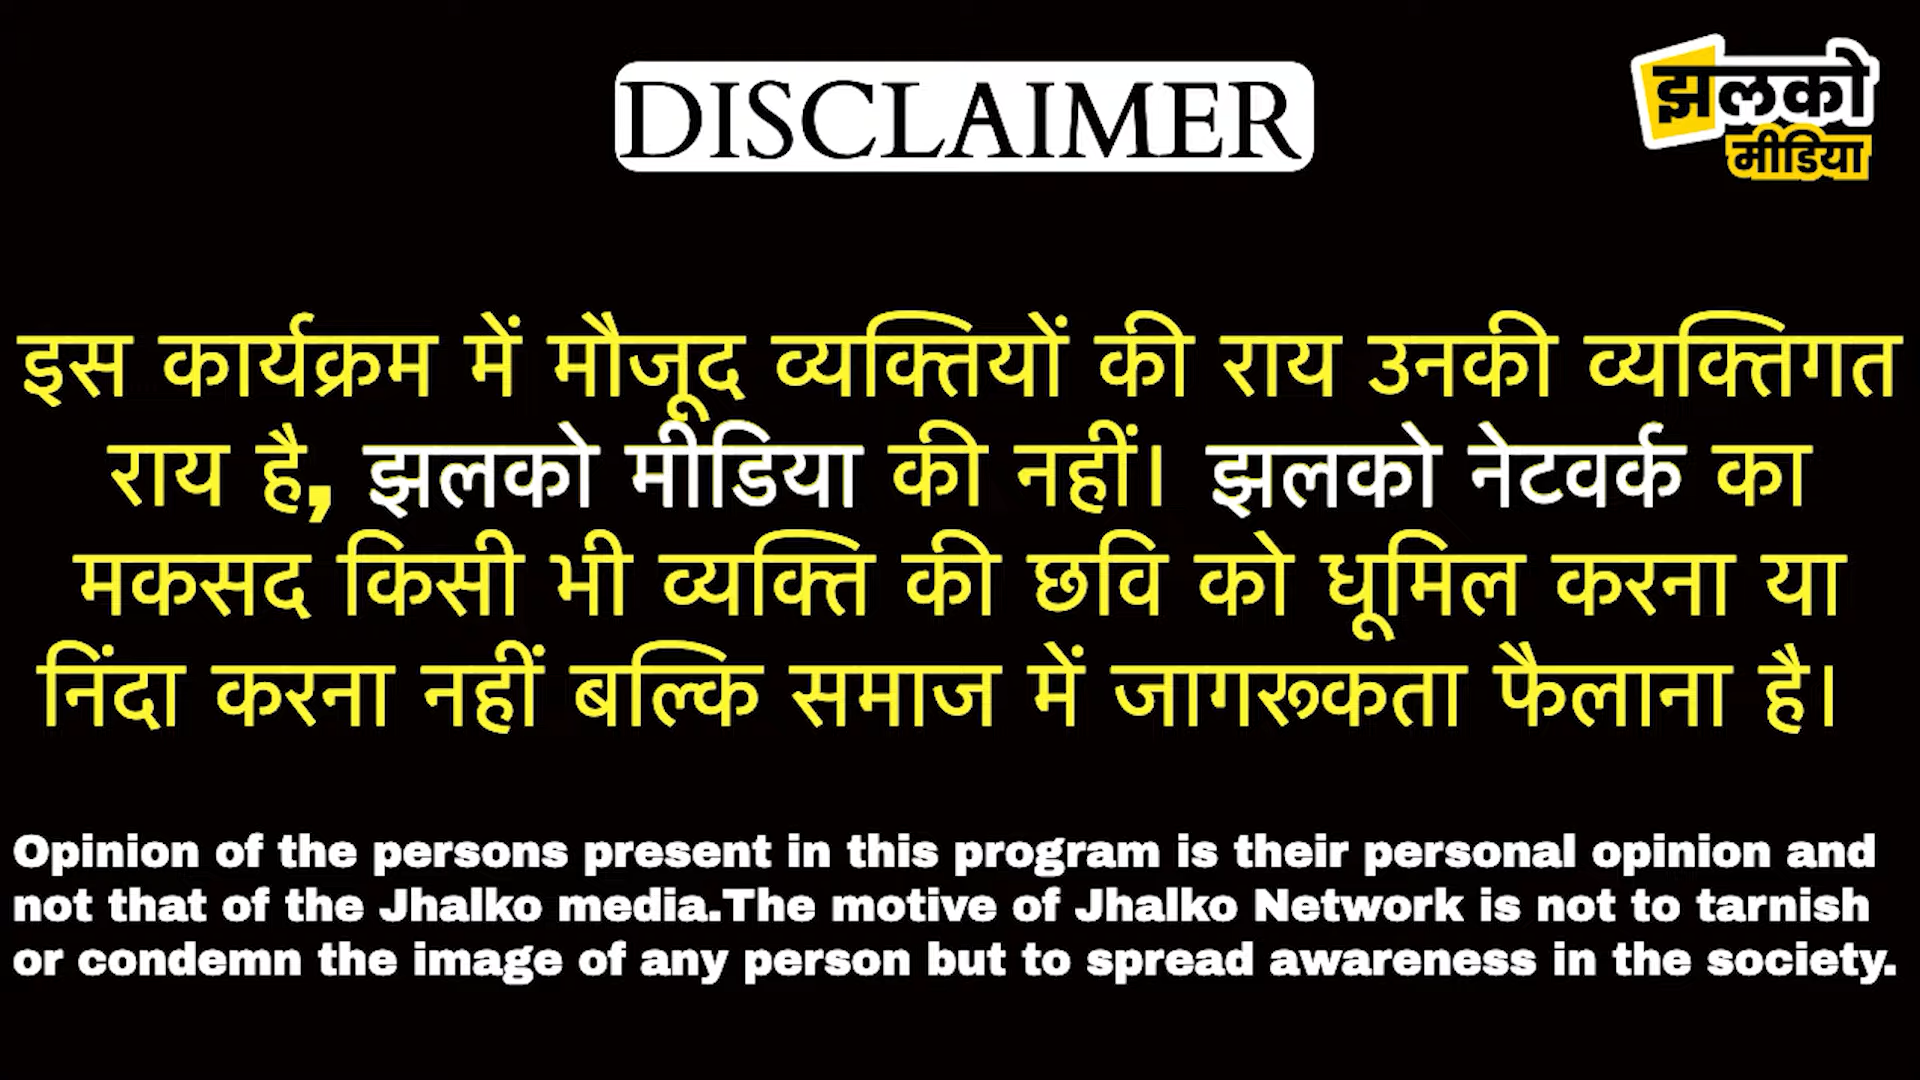 DISCLAIMER
झलको
मीडिया
इस कार्यक्रम में मौजूद व्यक्तियों की राय उनकी व्यक्तिगत
राय है, झलको मीडिया की नहीं। झलको नेटवर्क का
मकसद किसी भी व्यक्ति की छवि को धूमिल करना या
निंदा करना नहीं बल्कि समाज में जागरूकता फैलाना है।
Opinion of the persons present in this program is their personal opinion and
not that of the Jhalko media.The motive of Jhalko Network is not to tarnish
or condemn the image of any person but to spread awareness in the society.